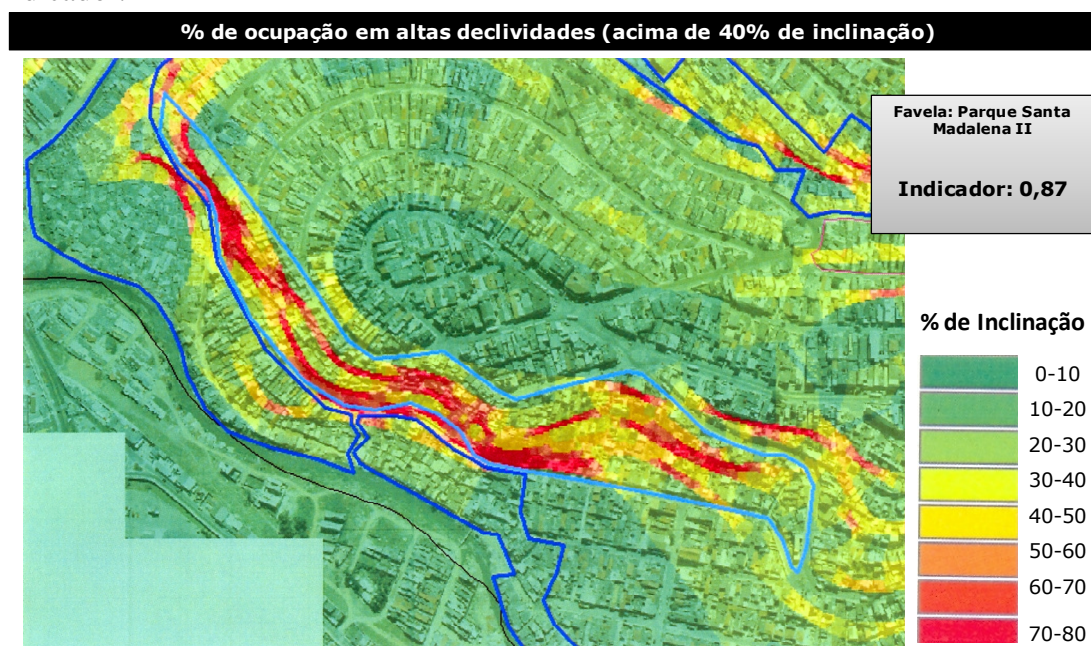 % de ocupação em altas declividades (acima de 40% de inclinação)
Favela: Parque Santa
Madalena II
Indicador: 0,87
% de Inclinação
0-10
10-20
20-30
30-40
40-50
50-60
60-70
70-80